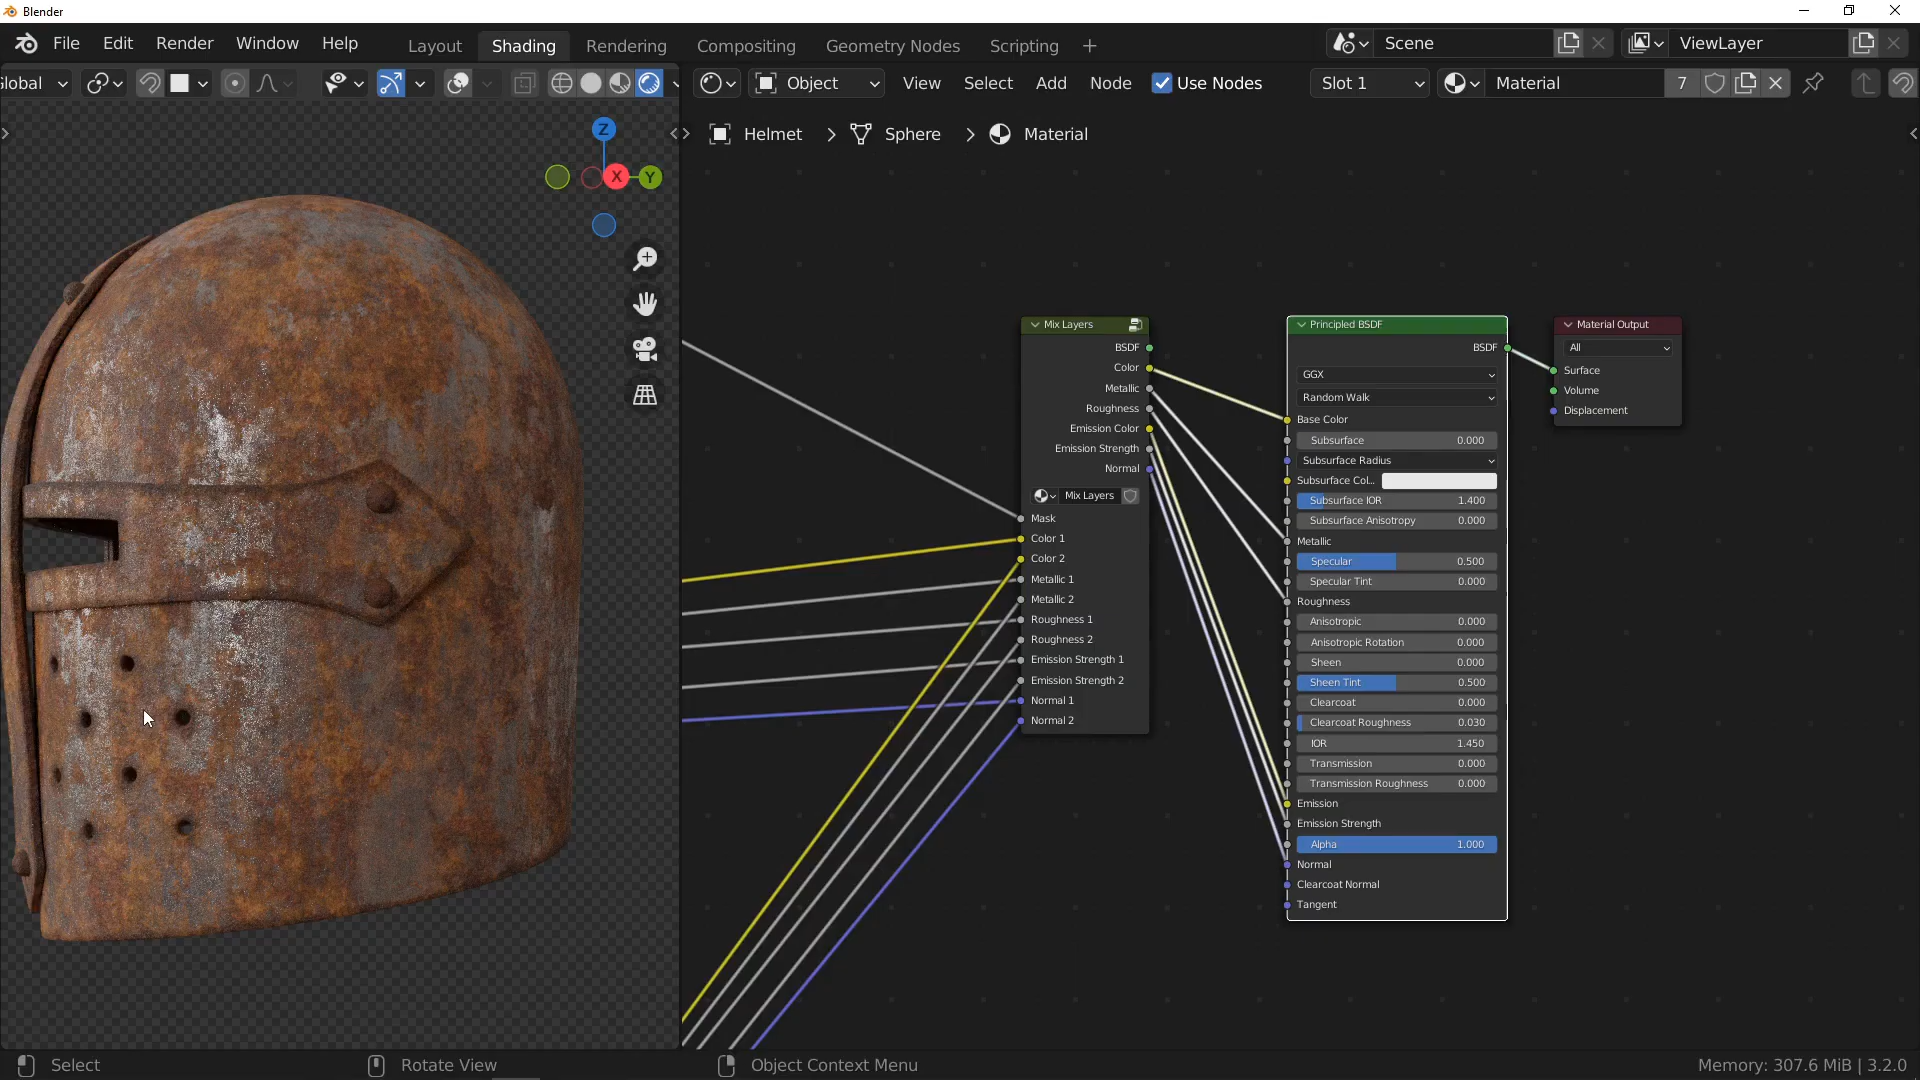 Blender
File Edit Render Window Help Layout Shading Rendering Compositing Geometry Nodes Scripting Scene ViewLayer
lobal Object View Select Add Node Use Nodes Slot 1 Material 7
Helmet Sphere Material
Z
X
Y
Mix Layers
BSDF
Color
Metallic
Roughness
Emission Color
Emission Strength
Normal
Mix Layers
Mask
Color 1
Color 2
Metallic 1
Metallic 2
Roughness 1
Roughness 2
Emission Strength 1
Emission Strength 2
Normal 1
Normal 2
Principled BSDF
BSDF
GGX
Random Walk
Base Color
Subsurface 0.000
Subsurface Radius
Subsurface Col...
Subsurface IOR 1.400
Subsurface Anisotropy 0.000
Metallic
Specular 0.500
Specular Tint 0.000
Roughness
Anisotropic 0.000
Anisotropic Rotation 0.000
Sheen 0.000
Sheen Tint 0.500
Clearcoat 0.000
Clearcoat Roughness 0.030
IOR 1.450
Transmission 0.000
Transmission Roughness 0.000
Emission
Emission Strength
Alpha 1.000
Normal
Clearcoat Normal
Tangent
Material Output
All
Surface
Volume
Displacement
Select Rotate View Object Context Menu Memory: 307.6 MiB | 3.2.0